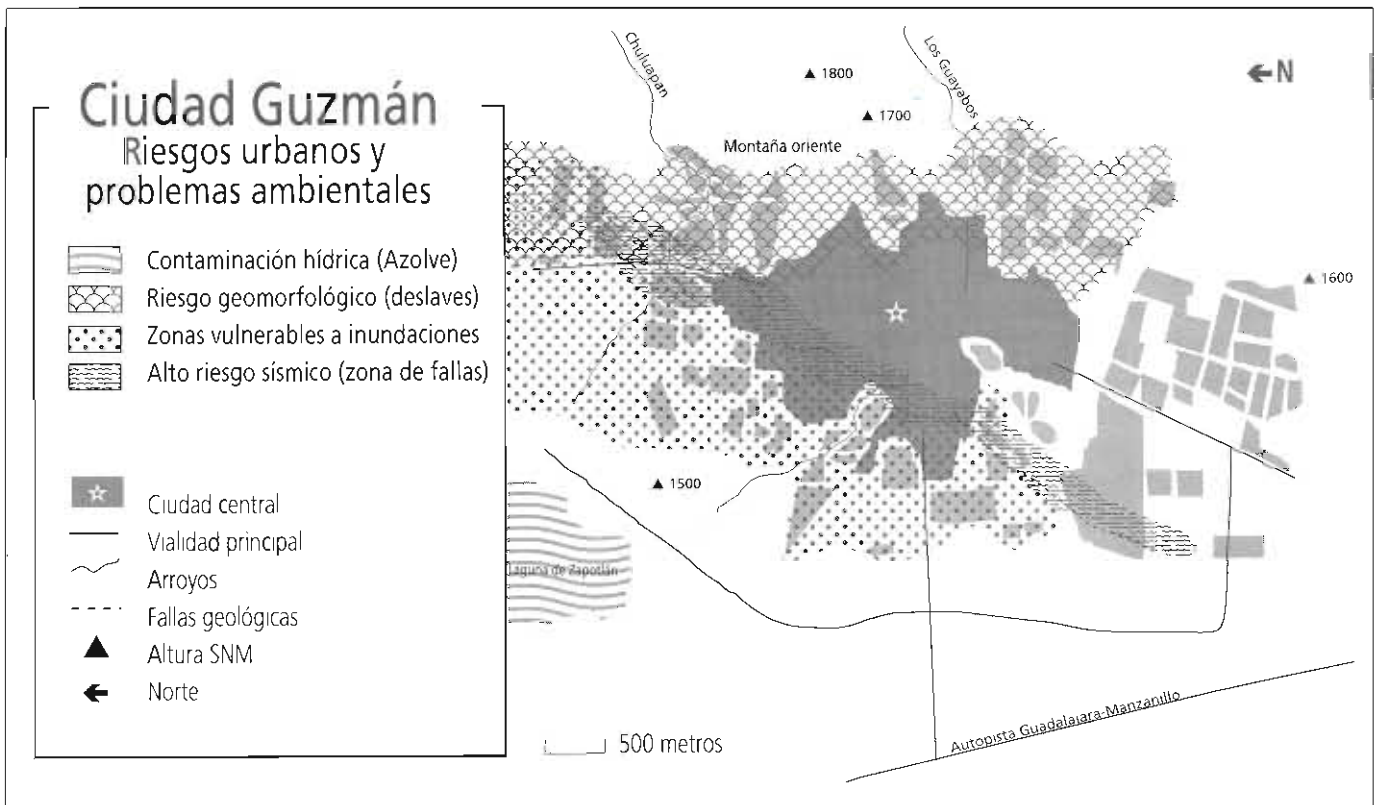 Ciudad Guzmán
Riesgos urbanos y
problemas ambientales
Contaminación hídrica (Azolve)
Riesgo geomorfológico (deslaves)
Zonas vulnerables a inundaciones
Alto riesgo sísmico (zona de fallas)
Ciudad central
Vialidad principal
Arroyos
Fallas geológicas
Altura SNM
Norte
Chuluapan
Los Guayabos
N
1800
1700
Montaña oriente
1600
1500
Laguna de Zapotlán
500 metros
Autopista Guadalajara-Manzanillo